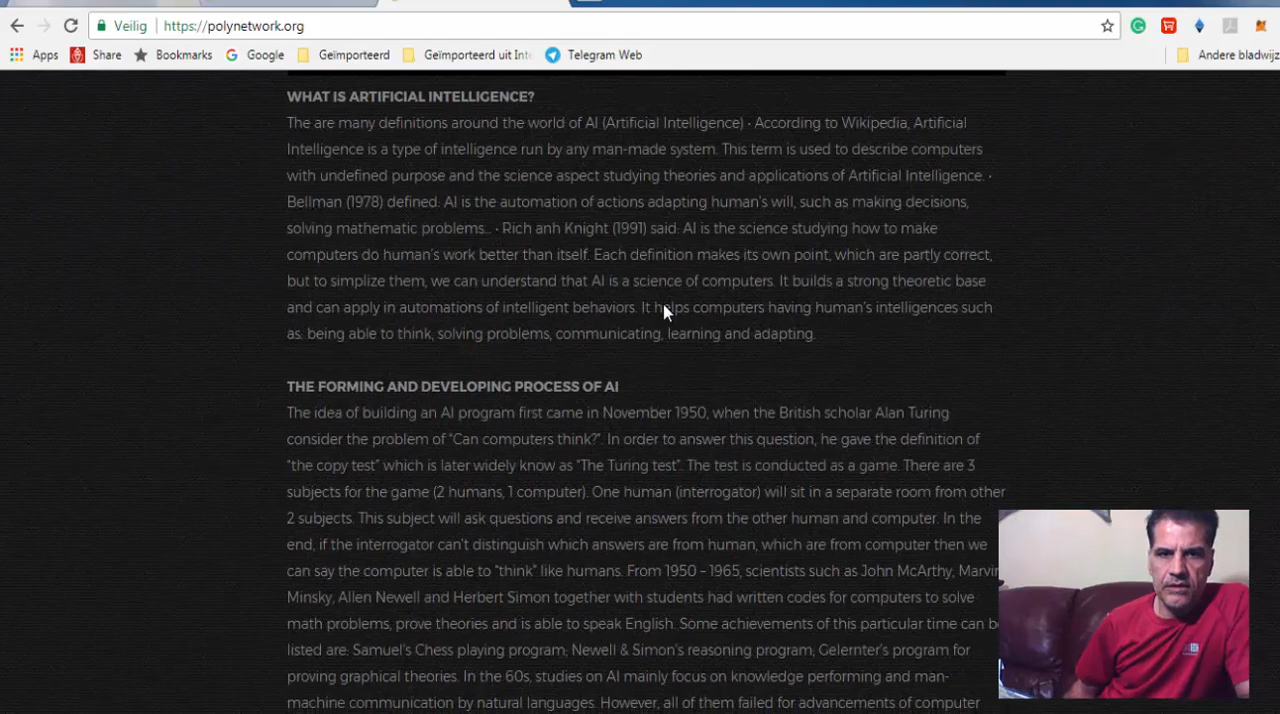 Veilig https://polynetwork.org
Apps Share Bookmarks Google Geïmporteerd Geïmporteerd uit Inte Telegram Web Andere bladwijz
WHAT IS ARTIFICIAL INTELLIGENCE?
The are many definitions around the world of AI (Artificial Intelligence) • According to Wikipedia, Artificial
Intelligence is a type of intelligence run by any man-made system. This term is used to describe computers
with undefined purpose and the science aspect studying theories and applications of Artificial Intelligence. •
Bellman (1978) defined: AI is the automation of actions adapting human's will, such as making decisions,
solving mathematic problems… • Rich anh Knight (1991) said: AI is the science studying how to make
computers do human's work better than itself. Each definition makes its own point, which are partly correct,
but to simplize them, we can understand that AI is a science of computers. It builds a strong theoretic base
and can apply in automations of intelligent behaviors. It helps computers having human's intelligences such
as: being able to think, solving problems, communicating, learning and adapting.
THE FORMING AND DEVELOPING PROCESS OF AI
The idea of building an AI program first came in November 1950, when the British scholar Alan Turing
consider the problem of "Can computers think?". In order to answer this question, he gave the definition of
"the copy test" which is later widely know as "The Turing test". The test is conducted as a game. There are 3
subjects for the game (2 humans, 1 computer). One human (interrogator) will sit in a separate room from other
2 subjects. This subject will ask questions and receive answers from the other human and computer. In the
end, if the interrogator can't distinguish which answers are from human, which are from computer then we
can say the computer is able to "think" like humans. From 1950 – 1965, scientists such as John McArthy, Marvin
Minsky, Allen Newell and Herbert Simon together with students had written codes for computers to solve
math problems, prove theories and is able to speak English. Some achievements of this particular time can be
listed are: Samuel's Chess playing program; Newell & Simon's reasoning program; Gelernter's program for
proving graphical theories. In the 60s, studies on AI mainly focus on knowledge performing and man-
machine communication by natural languages. However, all of them failed for advancements of computer